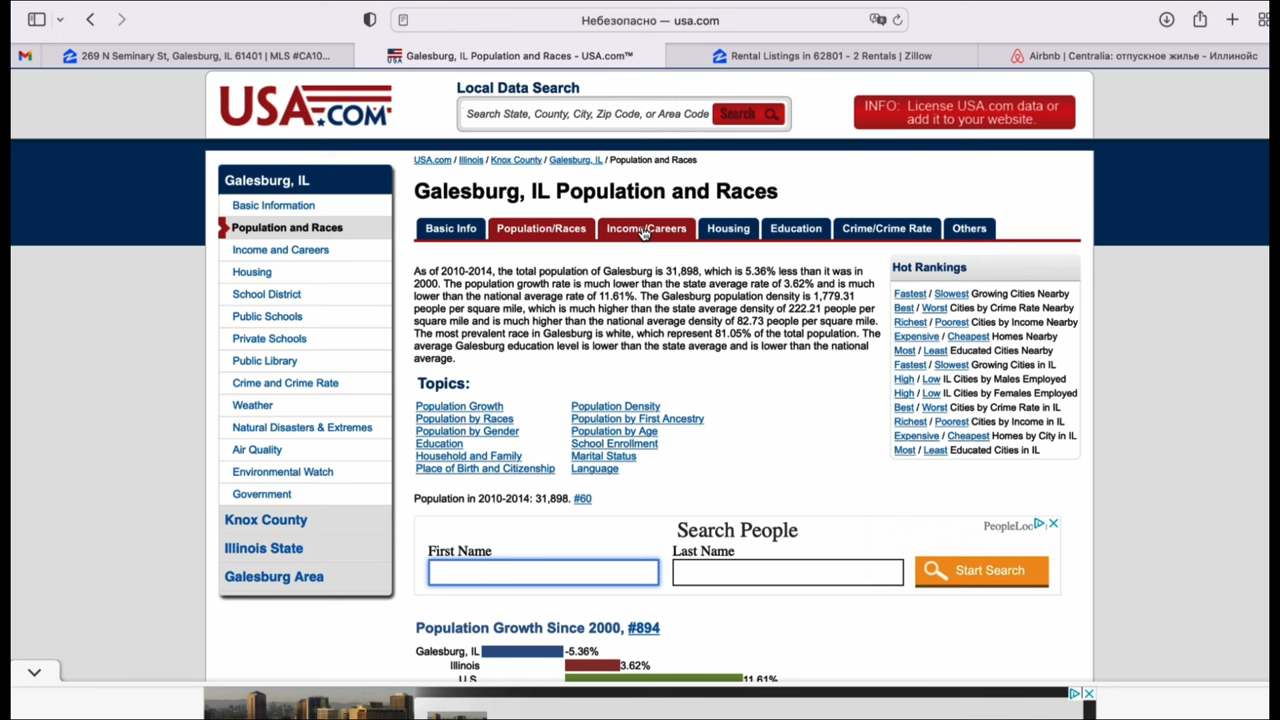 Небезопасно — usa.com
269 N Seminary St, Galesburg, IL 61401 | MLS #CA10...
Galesburg, IL Population and Races - USA.com™
Rental Listings in 62801 - 2 Rentals | Zillow
Airbnb | Centralia: отпускное жилье - Иллинойс
USA.COM
Local Data Search
Search State, County, City, Zip Code, or Area Code
Search
INFO: License USA.com data or
add it to your website.
Galesburg, IL
Basic Information
Population and Races
Income and Careers
Housing
School District
Public Schools
Private Schools
Public Library
Crime and Crime Rate
Weather
Natural Disasters & Extremes
Air Quality
Environmental Watch
Government
Knox County
Illinois State
Galesburg Area
USA.com / Illinois / Knox County / Galesburg, IL / Population and Races
Galesburg, IL Population and Races
Basic Info
Population/Races
Income/Careers
Housing
Education
Crime/Crime Rate
Others
As of 2010-2014, the total population of Galesburg is 31,898, which is 5.36% less than it was in
2000. The population growth rate is much lower than the state average rate of 3.62% and is much
lower than the national average rate of 11.61%. The Galesburg population density is 1,779.31
people per square mile, which is much higher than the state average density of 222.21 people per
square mile and is much higher than the national average density of 82.73 people per square mile.
The most prevalent race in Galesburg is white, which represent 81.05% of the total population. The
average Galesburg education level is lower than the state average and is lower than the national
average.
Topics:
Population Growth
Population Density
Population by Races
Population by First Ancestry
Population by Gender
Population by Age
Education
School Enrollment
Household and Family
Marital Status
Place of Birth and Citizenship
Language
Population in 2010-2014: 31,898. #60
Hot Rankings
Fastest / Slowest Growing Cities Nearby
Best / Worst Cities by Crime Rate Nearby
Richest / Poorest Cities by Income Nearby
Expensive / Cheapest Homes Nearby
Most / Least Educated Cities Nearby
Fastest / Slowest Growing Cities in IL
High / Low IL Cities by Males Employed
High / Low IL Cities by Females Employed
Best / Worst Cities by Crime Rate in IL
Richest / Poorest Cities by Income in IL
Expensive / Cheapest Homes by City in IL
Most / Least Educated Cities in IL
Search People
PeopleLoc
First Name
Last Name
Start Search
Population Growth Since 2000, #894
Galesburg, IL -5.36%
Illinois 3.62%
U.S. 11.61%